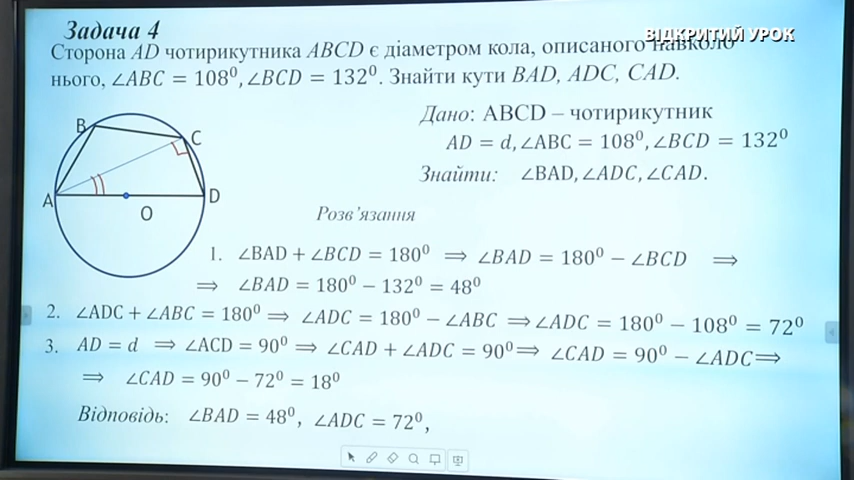 Задача 4
ВІДКРИТИЙ УРОК
Сторона AD чотирикутника ABCD є діаметром кола, описаного навколо
нього, ∠ABC = 108⁰, ∠BCD = 132⁰. Знайти кути BAD, ADC, CAD.
Дано: ABCD – чотирикутник
AD = d, ∠ABC = 108⁰, ∠BCD = 132⁰
Знайти: ∠BAD, ∠ADC, ∠CAD.
B
C
A
D
O
Розв'язання
1. ∠BAD + ∠BCD = 180⁰ ⟹ ∠BAD = 180⁰ − ∠BCD ⟹
⟹ ∠BAD = 180⁰ − 132⁰ = 48⁰
2. ∠ADC + ∠ABC = 180⁰ ⟹ ∠ADC = 180⁰ − ∠ABC ⟹ ∠ADC = 180⁰ − 108⁰ = 72⁰
3. AD = d ⟹ ∠ACD = 90⁰ ⟹ ∠CAD + ∠ADC = 90⁰ ⟹ ∠CAD = 90⁰ − ∠ADC ⟹
⟹ ∠CAD = 90⁰ − 72⁰ = 18⁰
Відповідь: ∠BAD = 48⁰, ∠ADC = 72⁰,